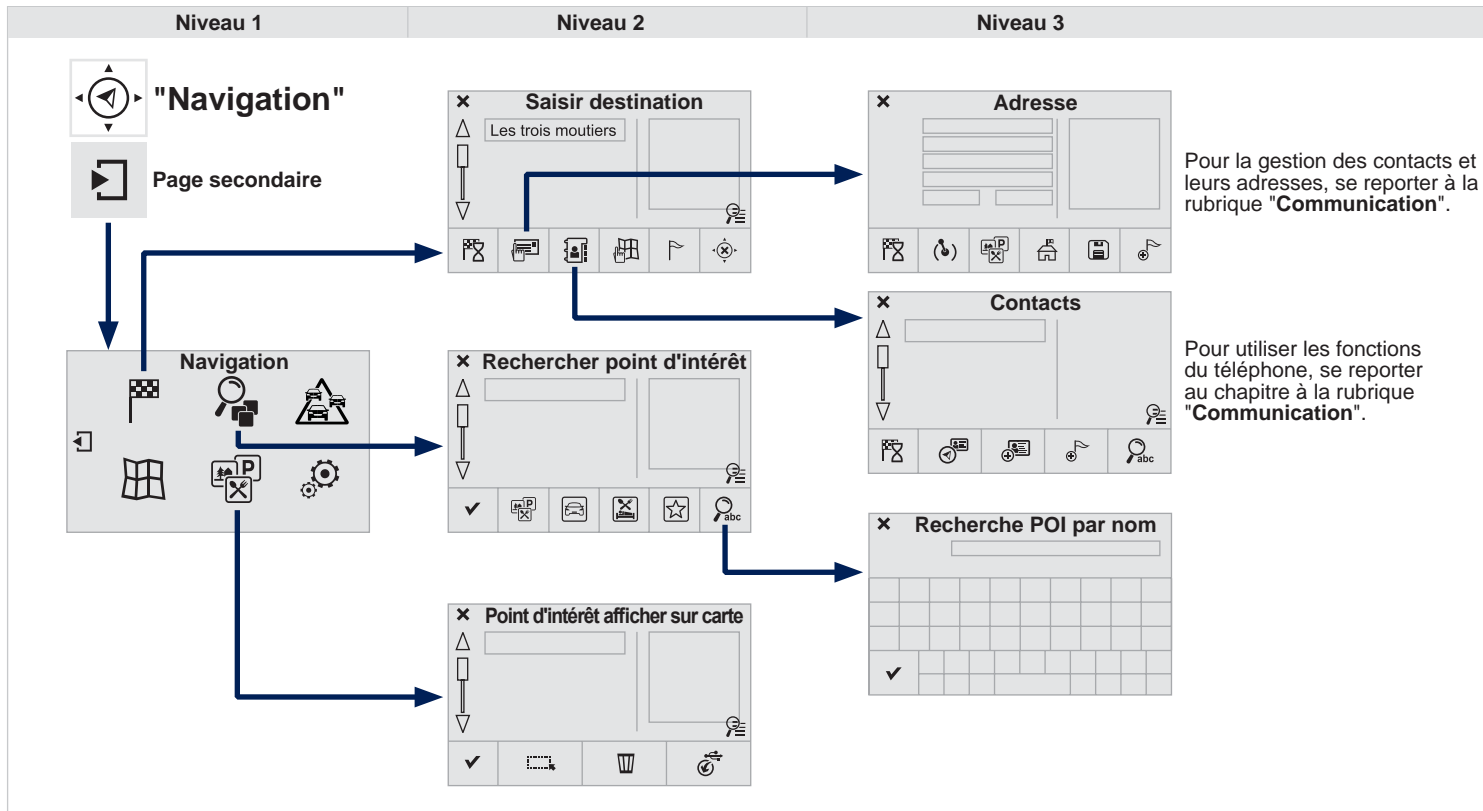 Niveau 1
Niveau 2
Niveau 3
"Navigation"
Page secondaire
Navigation
P
Saisir destination
Les trois moutiers
Rechercher point d'intérêt
P
abc
Point d'intérêt afficher sur carte
Adresse
P
Contacts
abc
Recherche POI par nom
Pour la gestion des contacts et
leurs adresses, se reporter à la
rubrique "Communication".
Pour utiliser les fonctions
du téléphone, se reporter
au chapitre à la rubrique
"Communication".